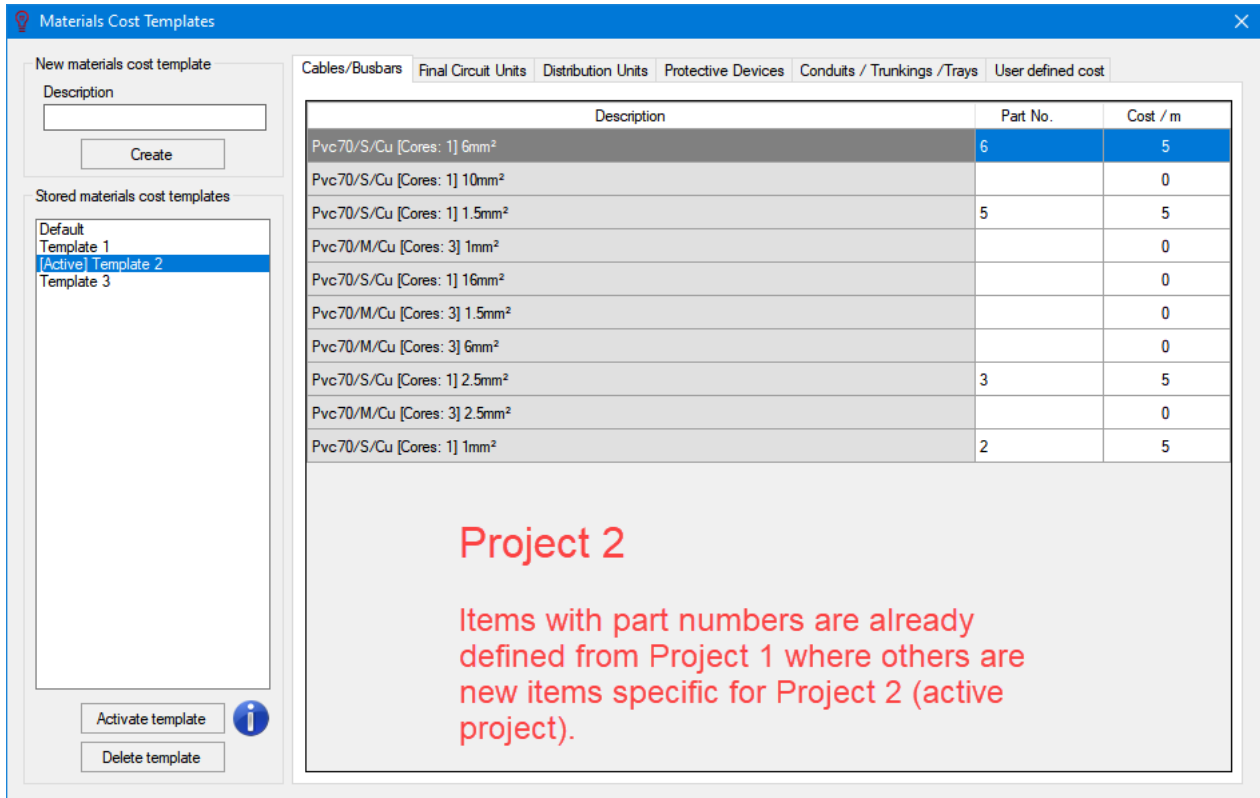 Materials Cost Templates
New materials cost template
Description
Create
Stored materials cost templates
Default
Template 1
[Active] Template 2
Template 3
Activate template
Delete template
Cables/Busbars Final Circuit Units Distribution Units Protective Devices Conduits / Trunkings /Trays User defined cost
Description Part No. Cost / m
Pvc70/S/Cu [Cores: 1] 6mm² 6 5
Pvc70/S/Cu [Cores: 1] 10mm² 0
Pvc70/S/Cu [Cores: 1] 1.5mm² 5 5
Pvc70/M/Cu [Cores: 3] 1mm² 0
Pvc70/S/Cu [Cores: 1] 16mm² 0
Pvc70/M/Cu [Cores: 3] 1.5mm² 0
Pvc70/M/Cu [Cores: 3] 6mm² 0
Pvc70/S/Cu [Cores: 1] 2.5mm² 3 5
Pvc70/M/Cu [Cores: 3] 2.5mm² 0
Pvc70/S/Cu [Cores: 1] 1mm² 2 5
Project 2
Items with part numbers are already
defined from Project 1 where others are
new items specific for Project 2 (active
project).